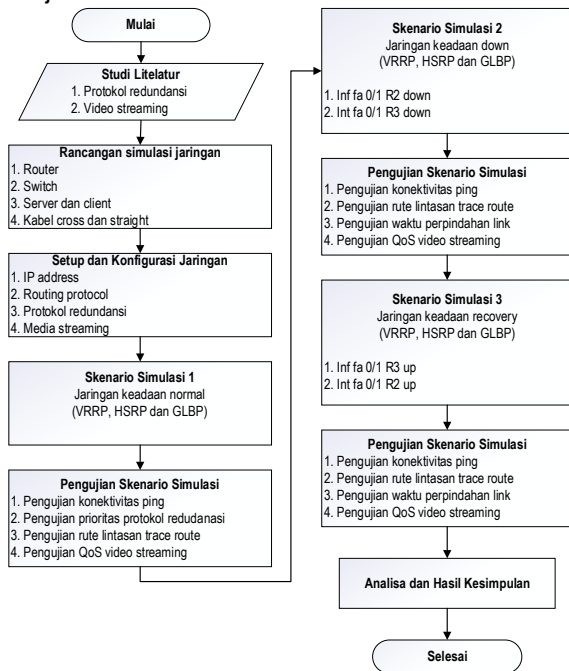 Mulai
Studi Litelatur
1. Protokol redundansi
2. Video streaming
Rancangan simulasi jaringan
1. Router
2. Switch
3. Server dan client
4. Kabel cross dan straight
Setup dan Konfigurasi Jaringan
1. IP address
2. Routing protocol
3. Protokol redundansi
4. Media streaming
Skenario Simulasi 1
Jaringan keadaan normal
(VRRP, HSRP dan GLBP)
Pengujian Skenario Simulasi
1. Pengujian konektivitas ping
2. Pengujian prioritas protokol redudanasi
3. Pengujian rute lintasan trace route
4. Pengujian QoS video streaming
Skenario Simulasi 2
Jaringan keadaan down
(VRRP, HSRP dan GLBP)
1. Inf fa 0/1 R2 down
2. Int fa 0/1 R3 down
Pengujian Skenario Simulasi
1. Pengujian konektivitas ping
2. Pengujian rute lintasan trace route
3. Pengujian waktu perpindahan link
4. Pengujian QoS video streaming
Skenario Simulasi 3
Jaringan keadaan recovery
(VRRP, HSRP dan GLBP)
1. Inf fa 0/1 R3 up
2. Int fa 0/1 R2 up
Pengujian Skenario Simulasi
1. Pengujian konektivitas ping
2. Pengujian rute lintasan trace route
3. Pengujian waktu perpindahan link
4. Pengujian QoS video streaming
Analisa dan Hasil Kesimpulan
Selesai